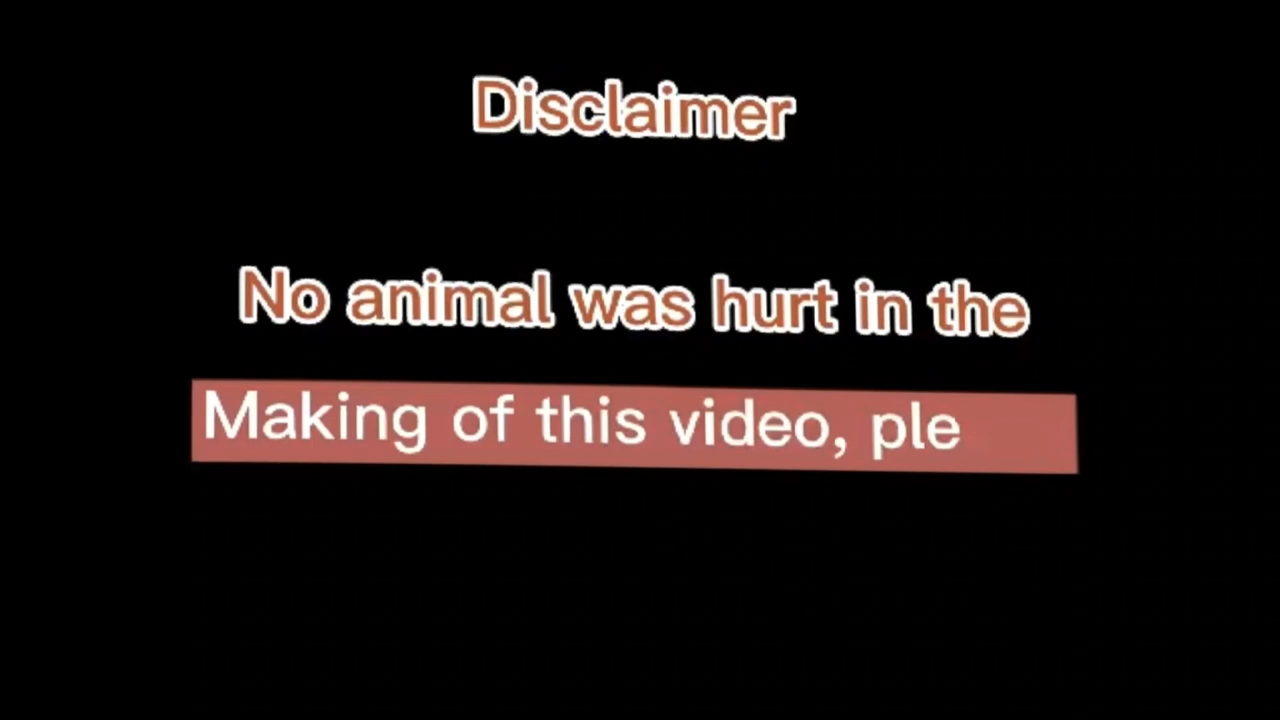 Disclaimer
No animal was hurt in the
Making of this video, ple